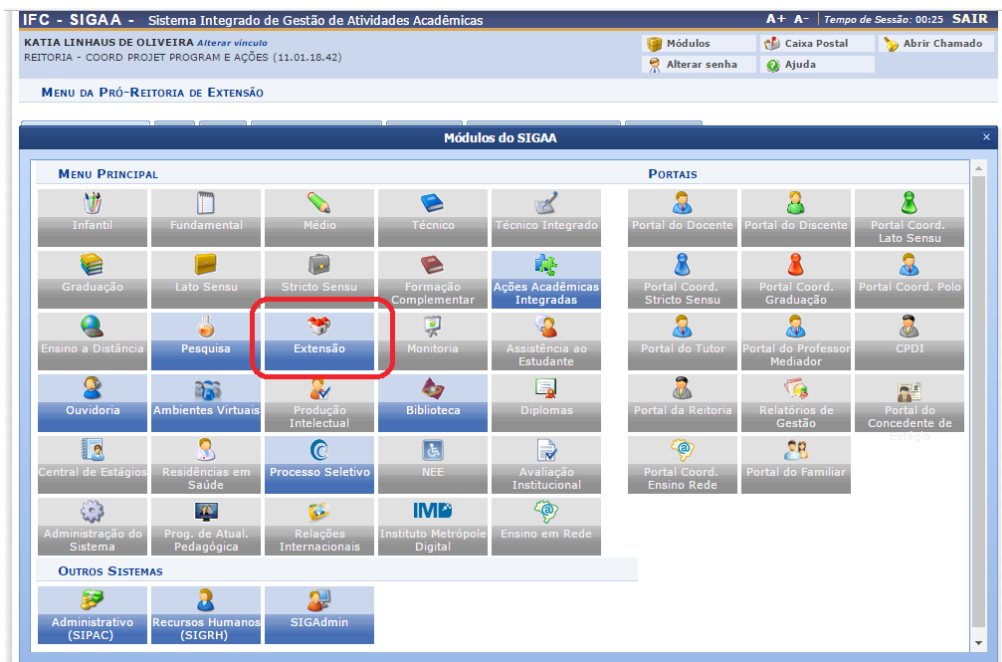 IFC - SIGAA - Sistema Integrado de Gestão de Atividades Acadêmicas
A+ A- | Tempo de Sessão: 00:25 SAIR
KATIA LINHAUS DE OLIVEIRA Alterar vínculo
REITORIA - COORD PROJET PROGRAM E AÇÕES (11.01.18.42)
Módulos
Caixa Postal
Abrir Chamado
Alterar senha
Ajuda
MENU DA PRÓ-REITORIA DE EXTENSÃO
Módulos do SIGAA
×
MENU PRINCIPAL
Infantil
Fundamental
Médio
Técnico
Técnico Integrado
Graduação
Lato Sensu
Stricto Sensu
Formação
Complementar
Ações Acadêmicas
Integradas
Ensino a Distância
Pesquisa
Extensão
Monitoria
Assistência ao
Estudante
Ouvidoria
Ambientes Virtuais
Produção
Intelectual
Biblioteca
Diplomas
Central de Estágios
Residências em
Saúde
Processo Seletivo
NEE
Avaliação
Institucional
Administração do
Sistema
Prog. de Atual.
Pedagógica
Relações
Internacionais
IMD
Instituto Metrópole
Digital
Ensino em Rede
PORTAIS
Portal do Docente
Portal do Discente
Portal Coord.
Lato Sensu
Portal Coord.
Stricto Sensu
Portal Coord.
Graduação
Portal Coord. Polo
Portal do Tutor
Portal do Professor
Mediador
CPDI
Portal da Reitoria
Relatórios de
Gestão
Portal do
Concedente de
Estágio
Portal Coord.
Ensino Rede
Portal do Familiar
OUTROS SISTEMAS
Administrativo
(SIPAC)
Recursos Humanos
(SIGRH)
SIGAdmin